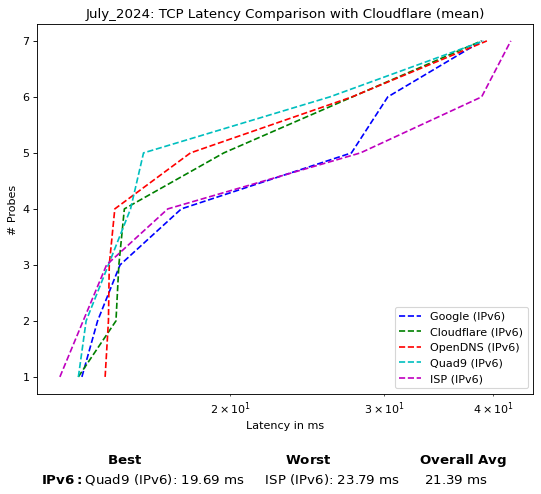 July_2024: TCP Latency Comparison with Cloudflare (mean)
7
6
5
4
3
2
1
# Probes
Google (IPv6)
Cloudflare (IPv6)
OpenDNS (IPv6)
Quad9 (IPv6)
ISP (IPv6)
2 × 10¹ 3 × 10¹ 4 × 10¹
Latency in ms
Best Worst Overall Avg
IPv6: Quad9 (IPv6): 19.69 ms ISP (IPv6): 23.79 ms 21.39 ms